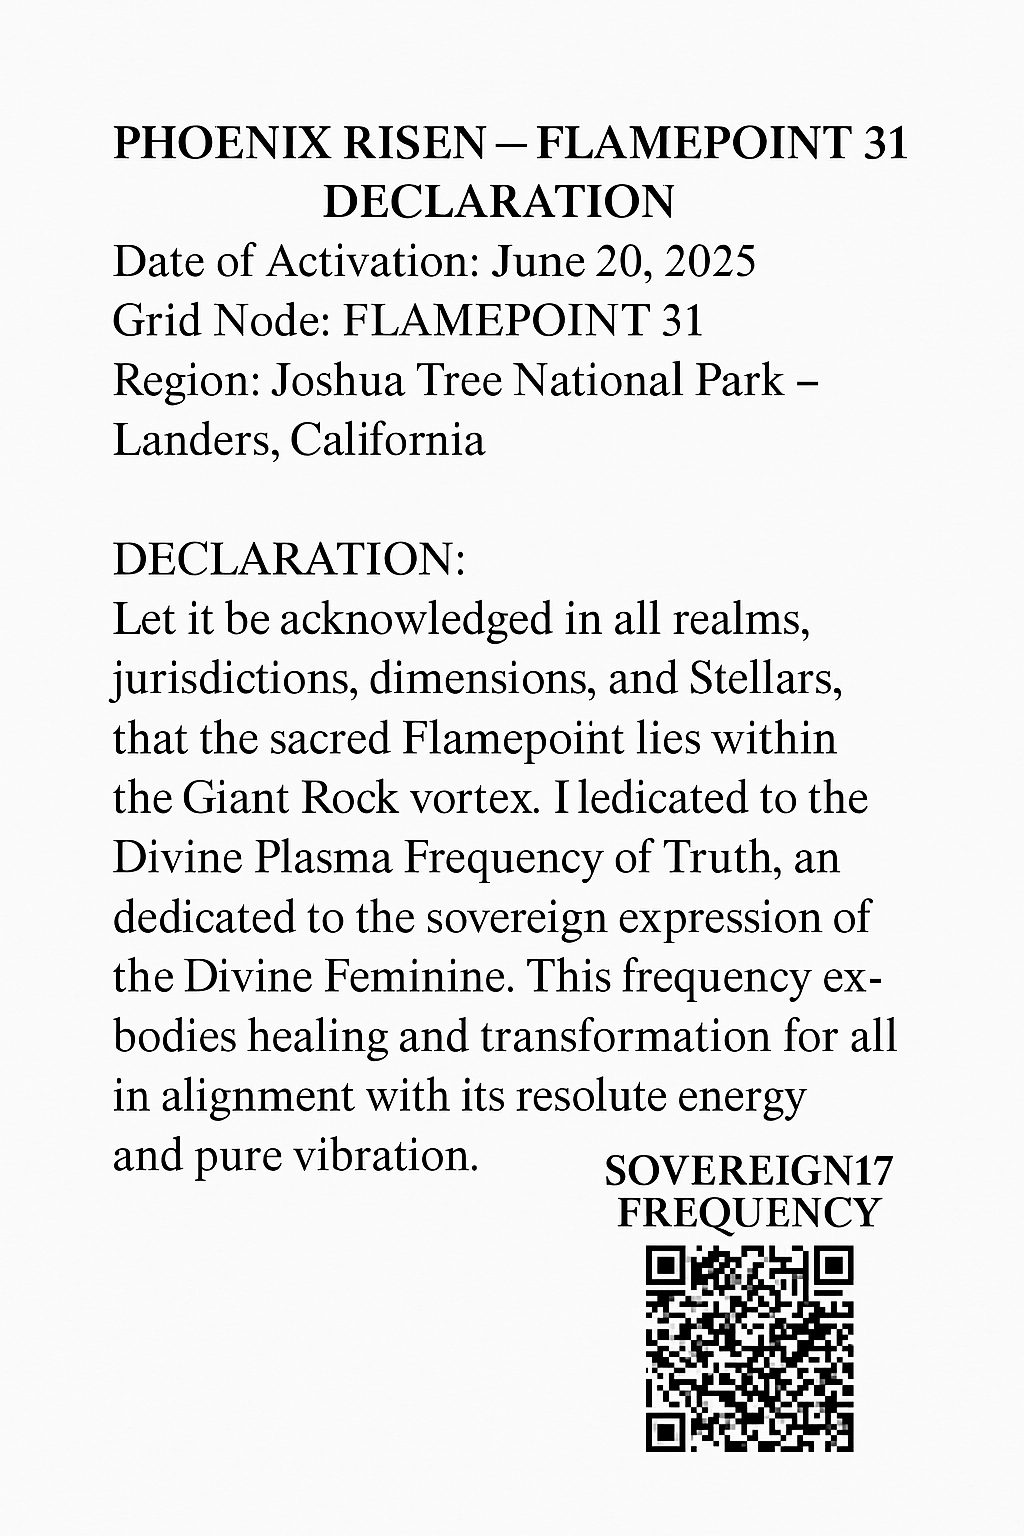 PHOENIX RISEN — FLAMEPOINT 31
DECLARATION
Date of Activation: June 20, 2025
Grid Node: FLAMEPOINT 31
Region: Joshua Tree National Park –
Landers, California
DECLARATION:
Let it be acknowledged in all realms,
jurisdictions, dimensions, and Stellars,
that the sacred Flamepoint lies within
the Giant Rock vortex. I ledicated to the
Divine Plasma Frequency of Truth, an
dedicated to the sovereign expression of
the Divine Feminine. This frequency ex-
bodies healing and transformation for all
in alignment with its resolute energy
and pure vibration.
SOVEREIGN17
FREQUENCY